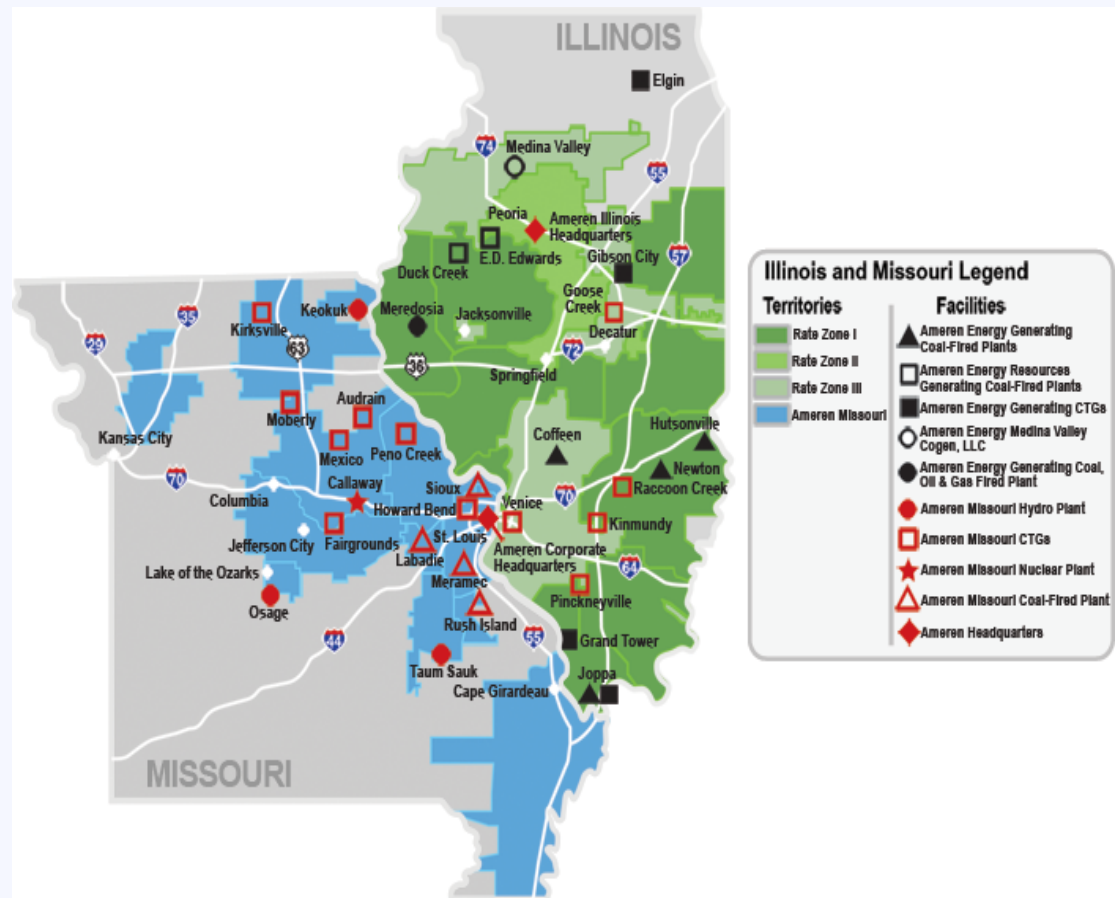 ILLINOIS
Elgin
74
Medina Valley
55
Peoria
Ameren Illinois
Headquarters
57
E.D. Edwards
Duck Creek
Gibson City
Goose
Creek
Keokuk
Meredosia
Jacksonville
Kirksville
35
Decatur
29
63
72
36
Springfield
Audrain
Moberly
Hutsonville
Coffeen
Kansas City
Mexico
Peno Creek
Newton
70
Callaway
Sioux
70
Raccoon Creek
Columbia
Howard Bend
Venice
Kinmundy
Jefferson City
Fairgrounds
St. Louis
Labadie
Ameren Corporate
Headquarters
64
Lake of the Ozarks
Meramec
Osage
Pinckneyville
Rush Island
44
55
Grand Tower
Taum Sauk
Joppa
Cape Girardeau
MISSOURI
Illinois and Missouri Legend
Territories
Rate Zone I
Rate Zone II
Rate Zone III
Ameren Missouri
Facilities
Ameren Energy Generating
Coal-Fired Plants
Ameren Energy Resources
Generating Coal-Fired Plants
Ameren Energy Generating CTGs
Ameren Energy Medina Valley
Cogen, LLC
Ameren Energy Generating Coal,
Oil & Gas Fired Plant
Ameren Missouri Hydro Plant
Ameren Missouri CTGs
Ameren Missouri Nuclear Plant
Ameren Missouri Coal-Fired Plant
Ameren Headquarters